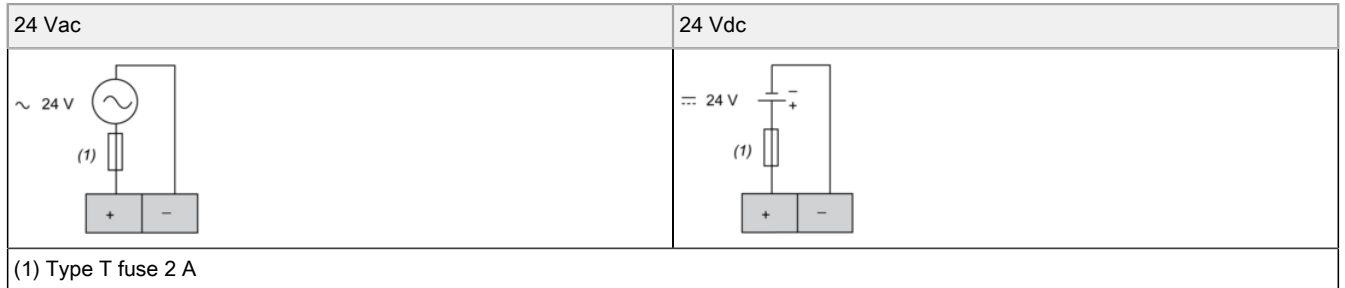 24 Vac
24 Vdc
∼ 24 V
(1)
+ −
⎓ 24 V
−
+
(1)
+ −
(1) Type T fuse 2 A